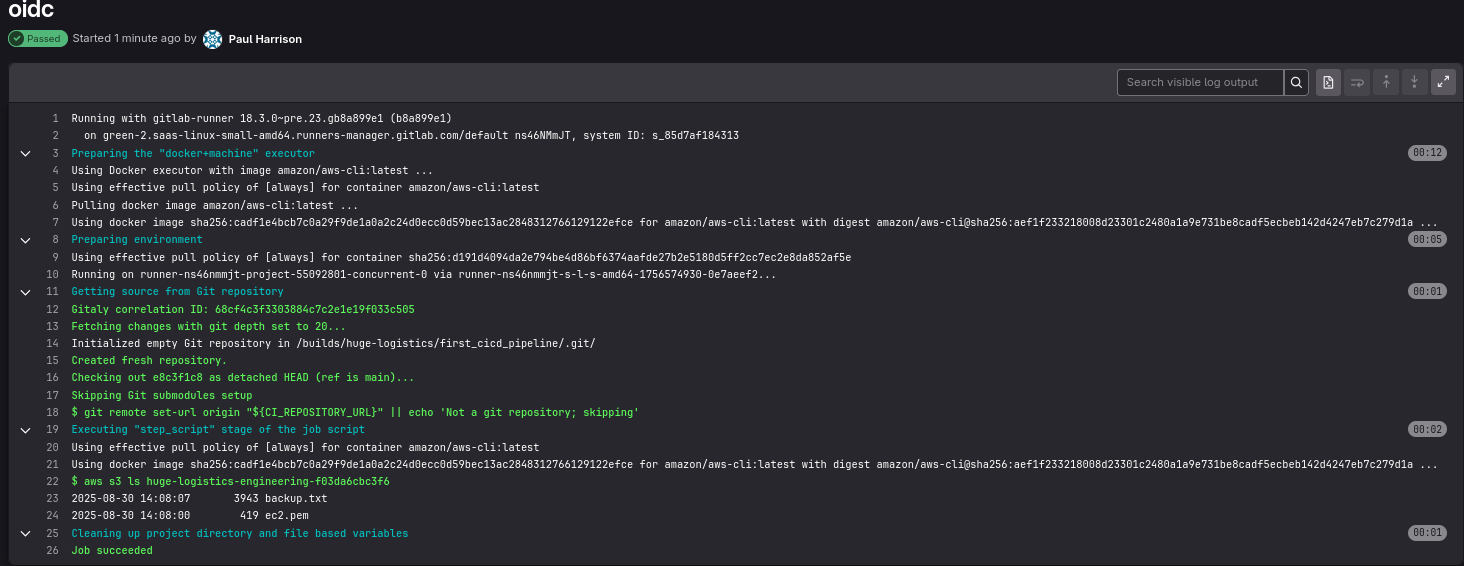 oidc
Passed Started 1 minute ago by Paul Harrison
Search visible log output
1 Running with gitlab-runner 18.3.0~pre.23.gb8a899e1 (b8a899e1)
2 on green-2.saas-linux-small-amd64.runners-manager.gitlab.com/default ns46NMmJT, system ID: s_85d7af184313
3 Preparing the "docker+machine" executor 00:12
4 Using Docker executor with image amazon/aws-cli:latest ...
5 Using effective pull policy of [always] for container amazon/aws-cli:latest
6 Pulling docker image amazon/aws-cli:latest ...
7 Using docker image sha256:cadf1e4bcb7c0a29f9de1a0a2c24d0ecc0d59bec13ac2848312766129122efce for amazon/aws-cli:latest with digest amazon/aws-cli@sha256:aef1f233218008d23301c2480a1a9e731be8cadf5ecbeb142d4247eb7c279d1a ...
8 Preparing environment 00:05
9 Using effective pull policy of [always] for container sha256:d191d4094da2e794be4d86bf6374aafde27b2e5180d5ff2cc7ec2e8da852af5e
10 Running on runner-ns46nmmjt-project-55092801-concurrent-0 via runner-ns46nmmjt-s-l-s-amd64-1756574930-0e7aeef2...
11 Getting source from Git repository 00:01
12 Gitaly correlation ID: 68cf4c3f3303884c7c2e1e19f033c505
13 Fetching changes with git depth set to 20...
14 Initialized empty Git repository in /builds/huge-logistics/first_cicd_pipeline/.git/
15 Created fresh repository.
16 Checking out e8c3f1c8 as detached HEAD (ref is main)...
17 Skipping Git submodules setup
18 $ git remote set-url origin "${CI_REPOSITORY_URL}" || echo 'Not a git repository; skipping'
19 Executing "step_script" stage of the job script 00:02
20 Using effective pull policy of [always] for container amazon/aws-cli:latest
21 Using docker image sha256:cadf1e4bcb7c0a29f9de1a0a2c24d0ecc0d59bec13ac2848312766129122efce for amazon/aws-cli:latest with digest amazon/aws-cli@sha256:aef1f233218008d23301c2480a1a9e731be8cadf5ecbeb142d4247eb7c279d1a ...
22 $ aws s3 ls huge-logistics-engineering-f03da6cbc3f6
23 2025-08-30 14:08:07 3943 backup.txt
24 2025-08-30 14:08:00 419 ec2.pem
25 Cleaning up project directory and file based variables 00:01
26 Job succeeded